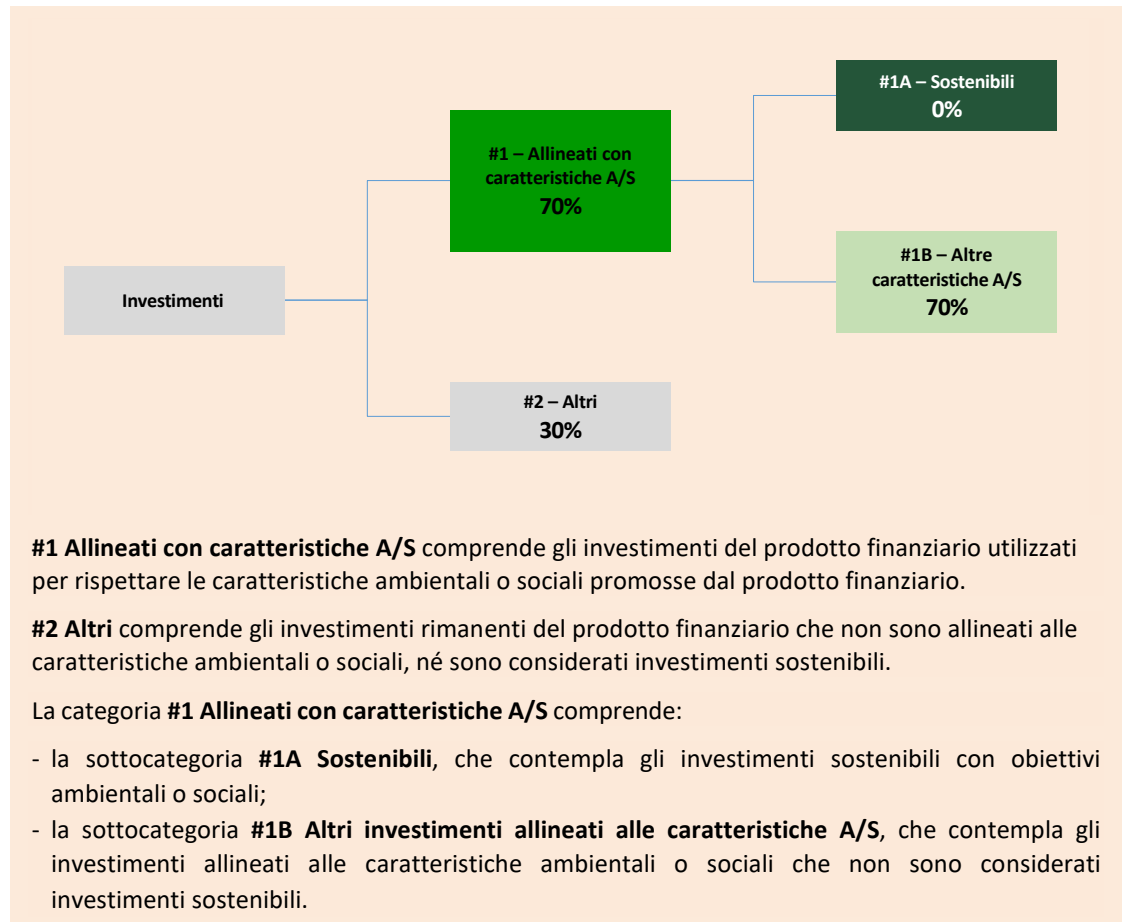 #1A – Sostenibili
0%
#1 – Allineati con
caratteristiche A/S
70%
#1B – Altre
caratteristiche A/S
70%
Investimenti
#2 – Altri
30%
#1 Allineati con caratteristiche A/S comprende gli investimenti del prodotto finanziario utilizzati
per rispettare le caratteristiche ambientali o sociali promosse dal prodotto finanziario.
#2 Altri comprende gli investimenti rimanenti del prodotto finanziario che non sono allineati alle
caratteristiche ambientali o sociali, né sono considerati investimenti sostenibili.
La categoria #1 Allineati con caratteristiche A/S comprende:
- la sottocategoria #1A Sostenibili, che contempla gli investimenti sostenibili con obiettivi
ambientali o sociali;
- la sottocategoria #1B Altri investimenti allineati alle caratteristiche A/S, che contempla gli
investimenti allineati alle caratteristiche ambientali o sociali che non sono considerati
investimenti sostenibili.